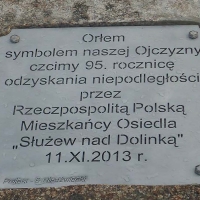 Orłem
symbolem naszej Ojczyzny
czcimy 95. rocznicę
odzyskania niepodległości
przez
Rzeczpospolitą Polską
Mieszkańcy Osiedla
„Służew nad Dolinką"
11.XI.2013 r.